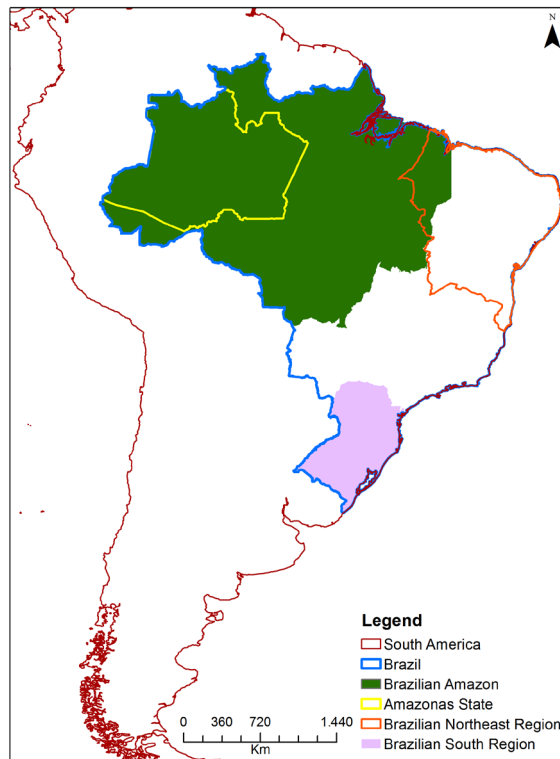 N
Legend
South America
Brazil
Brazilian Amazon
Amazonas State
Brazilian Northeast Region
Brazilian South Region
0 360 720 1.440
Km